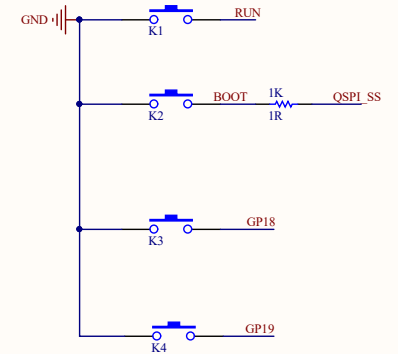 GND
RUN
K1
BOOT
1K
QSPI_SS
K2
1R
GP18
K3
GP19
K4